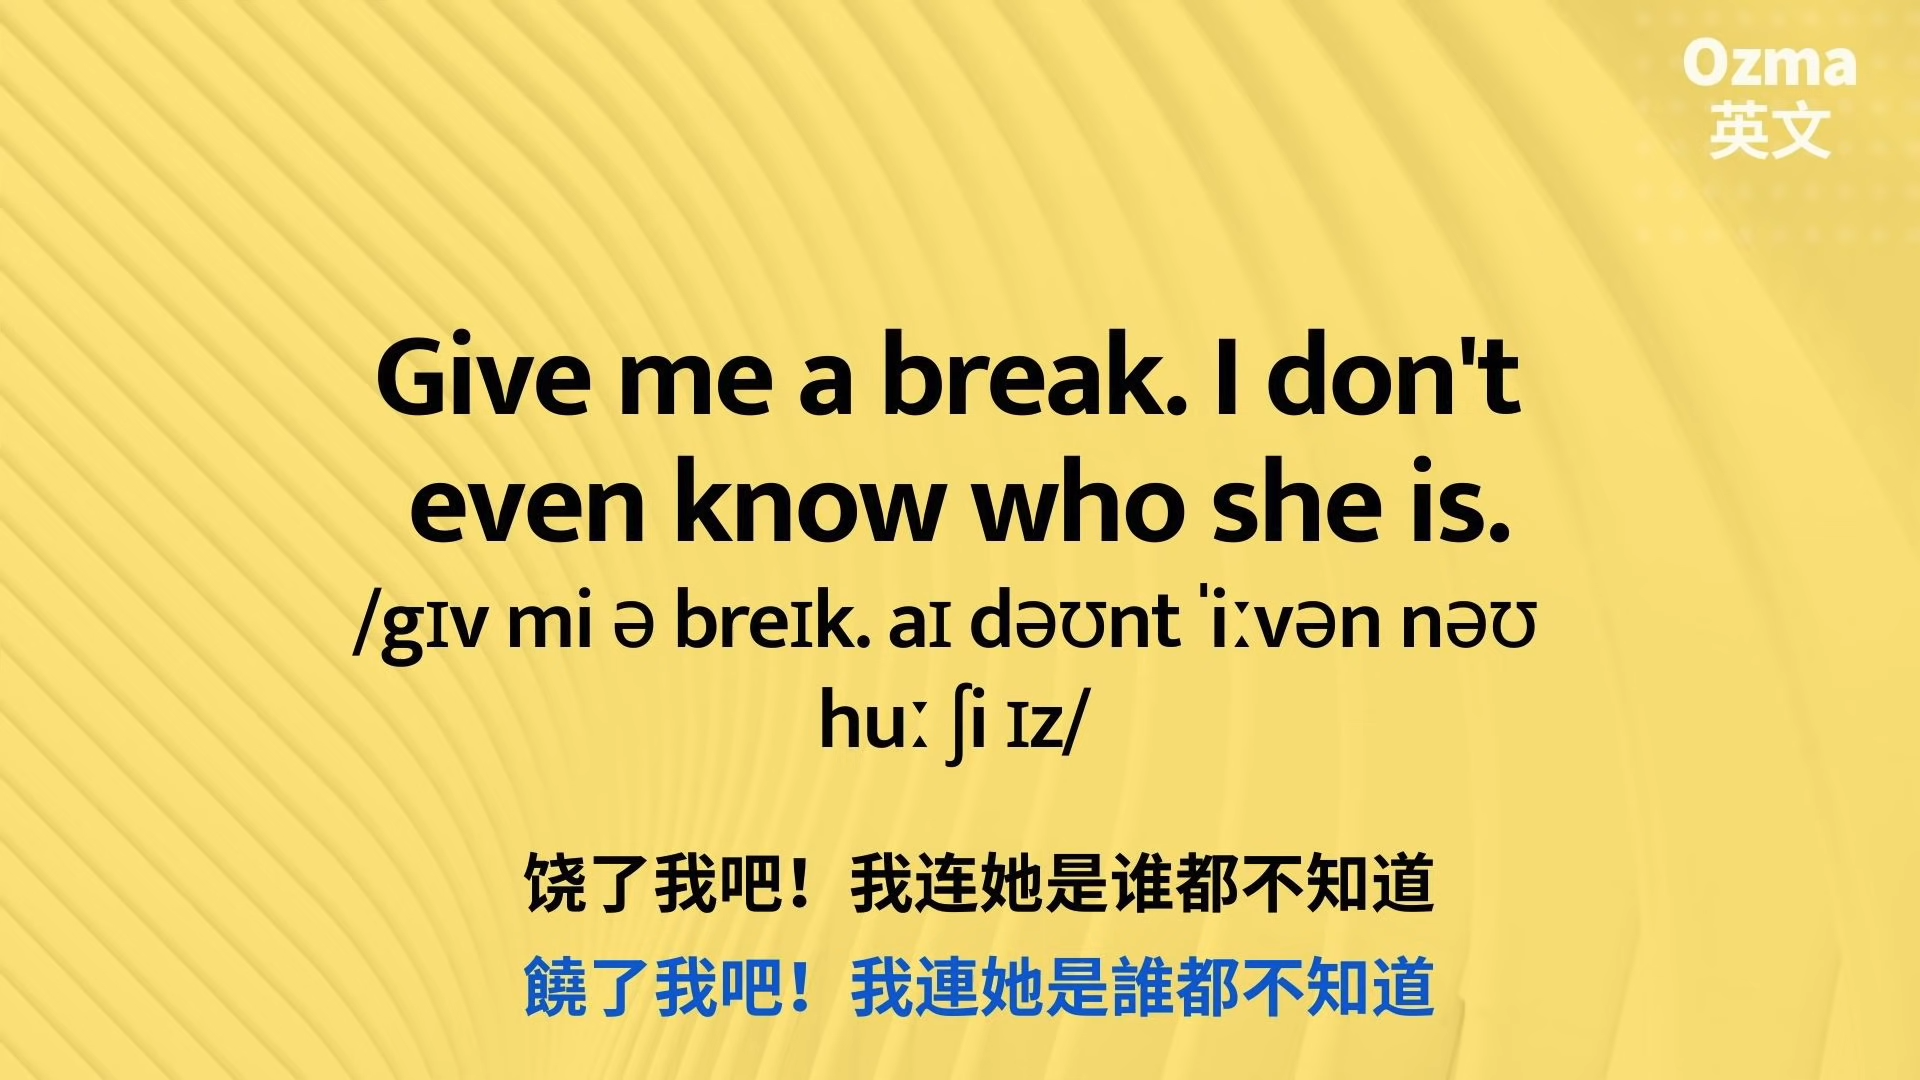 Ozma
英文
Give me a break. I don't
even know who she is.
/gɪv mi ə breɪk. aɪ dəʊnt ˈiːvən nəʊ
huː ʃi ɪz/
饶了我吧！我连她是谁都不知道
饒了我吧！我連她是誰都不知道